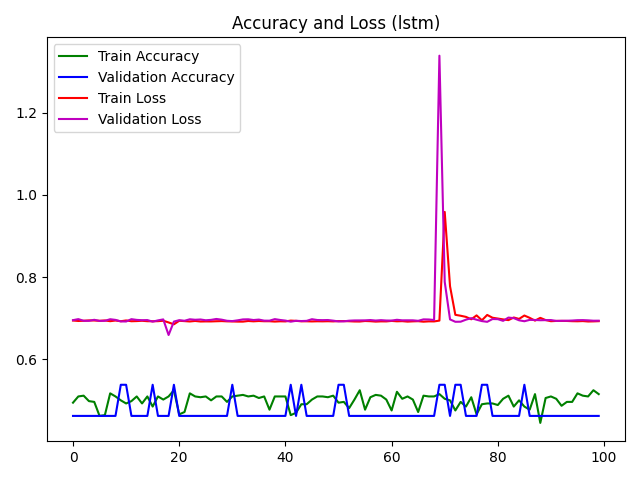 Accuracy and Loss (lstm)
Train Accuracy
Validation Accuracy
Train Loss
Validation Loss
1.2
1.0
0.8
0.6
0 20 40 60 80 100